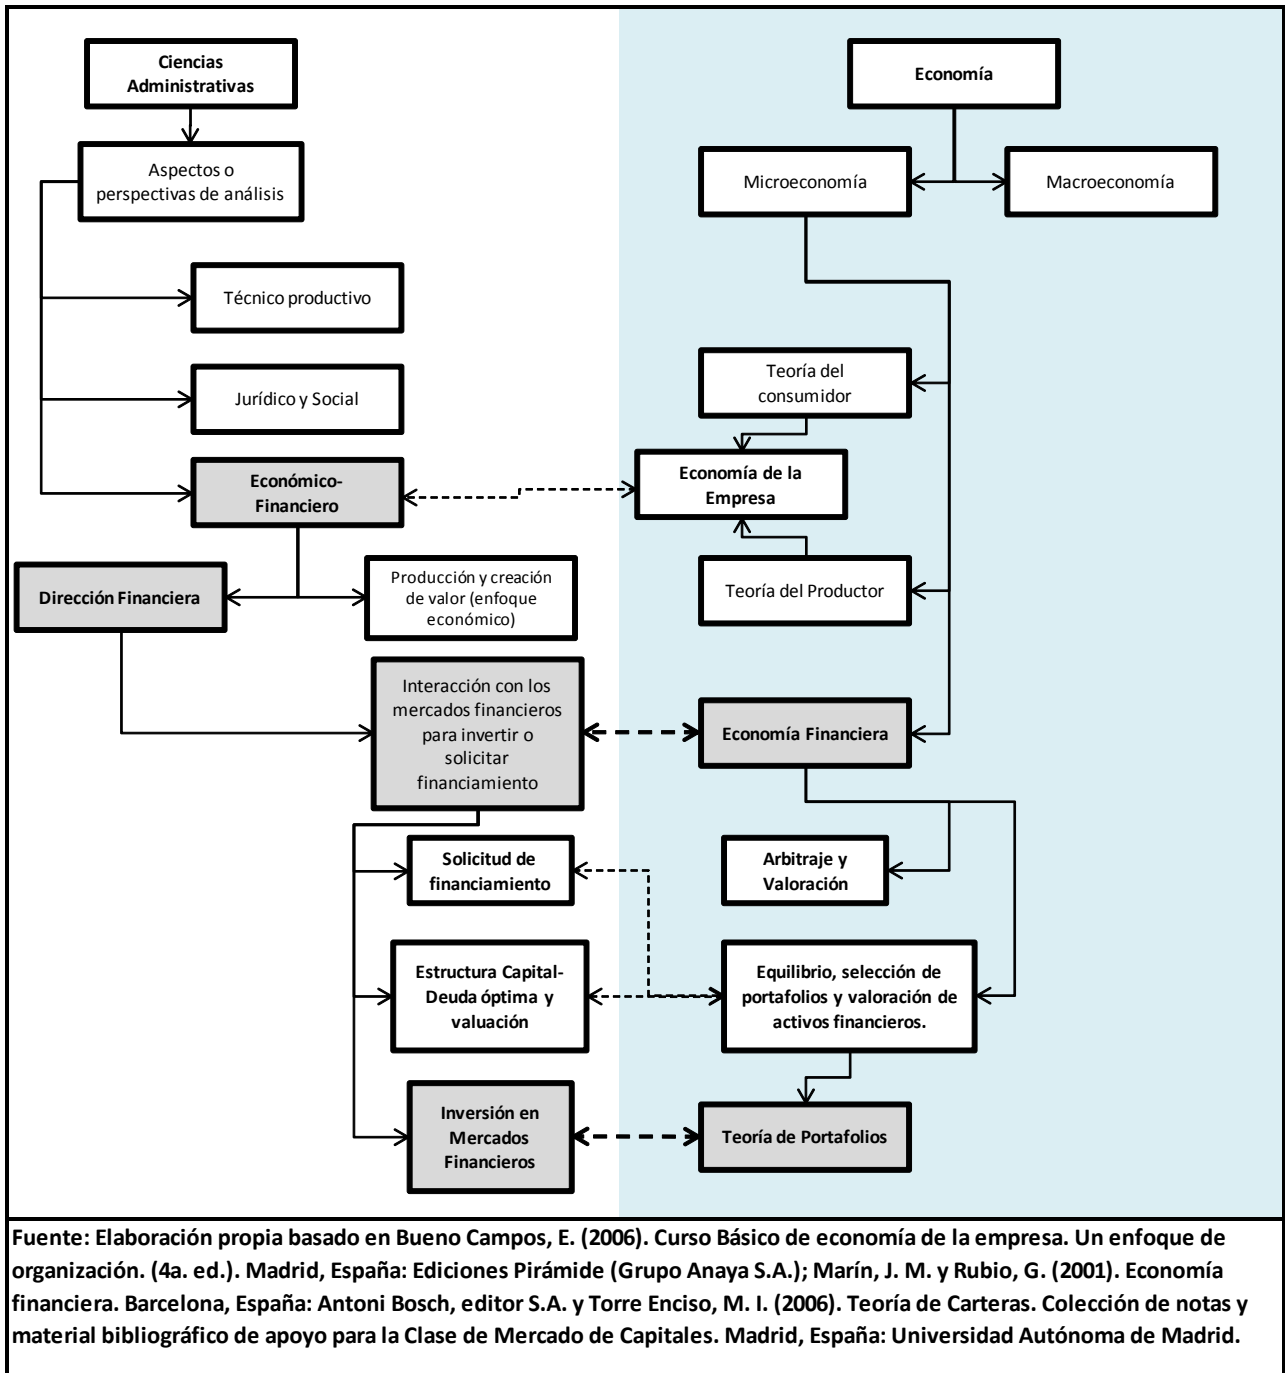 Ciencias
Administrativas
Economía
Aspectos o
perspectivas de análisis
Microeconomía
Macroeconomía
Técnico productivo
Teoría del
consumidor
Jurídico y Social
Económico-
Financiero
Economía de la
Empresa
Dirección Financiera
Producción y creación
de valor (enfoque
económico)
Teoría del Productor
Interacción con los
mercados financieros
para invertir o
solicitar
financiamiento
Economía Financiera
Solicitud de
financiamiento
Arbitraje y
Valoración
Estructura Capital-
Deuda óptima y
valuación
Equilibrio, selección de
portafolios y valoración de
activos financieros.
Inversión en
Mercados
Financieros
Teoría de Portafolios
Fuente: Elaboración propia basado en Bueno Campos, E. (2006). Curso Básico de economía de la empresa. Un enfoque de
organización. (4a. ed.). Madrid, España: Ediciones Pirámide (Grupo Anaya S.A.); Marín, J. M. y Rubio, G. (2001). Economía
financiera. Barcelona, España: Antoni Bosch, editor S.A. y Torre Enciso, M. I. (2006). Teoría de Carteras. Colección de notas y
material bibliográfico de apoyo para la Clase de Mercado de Capitales. Madrid, España: Universidad Autónoma de Madrid.